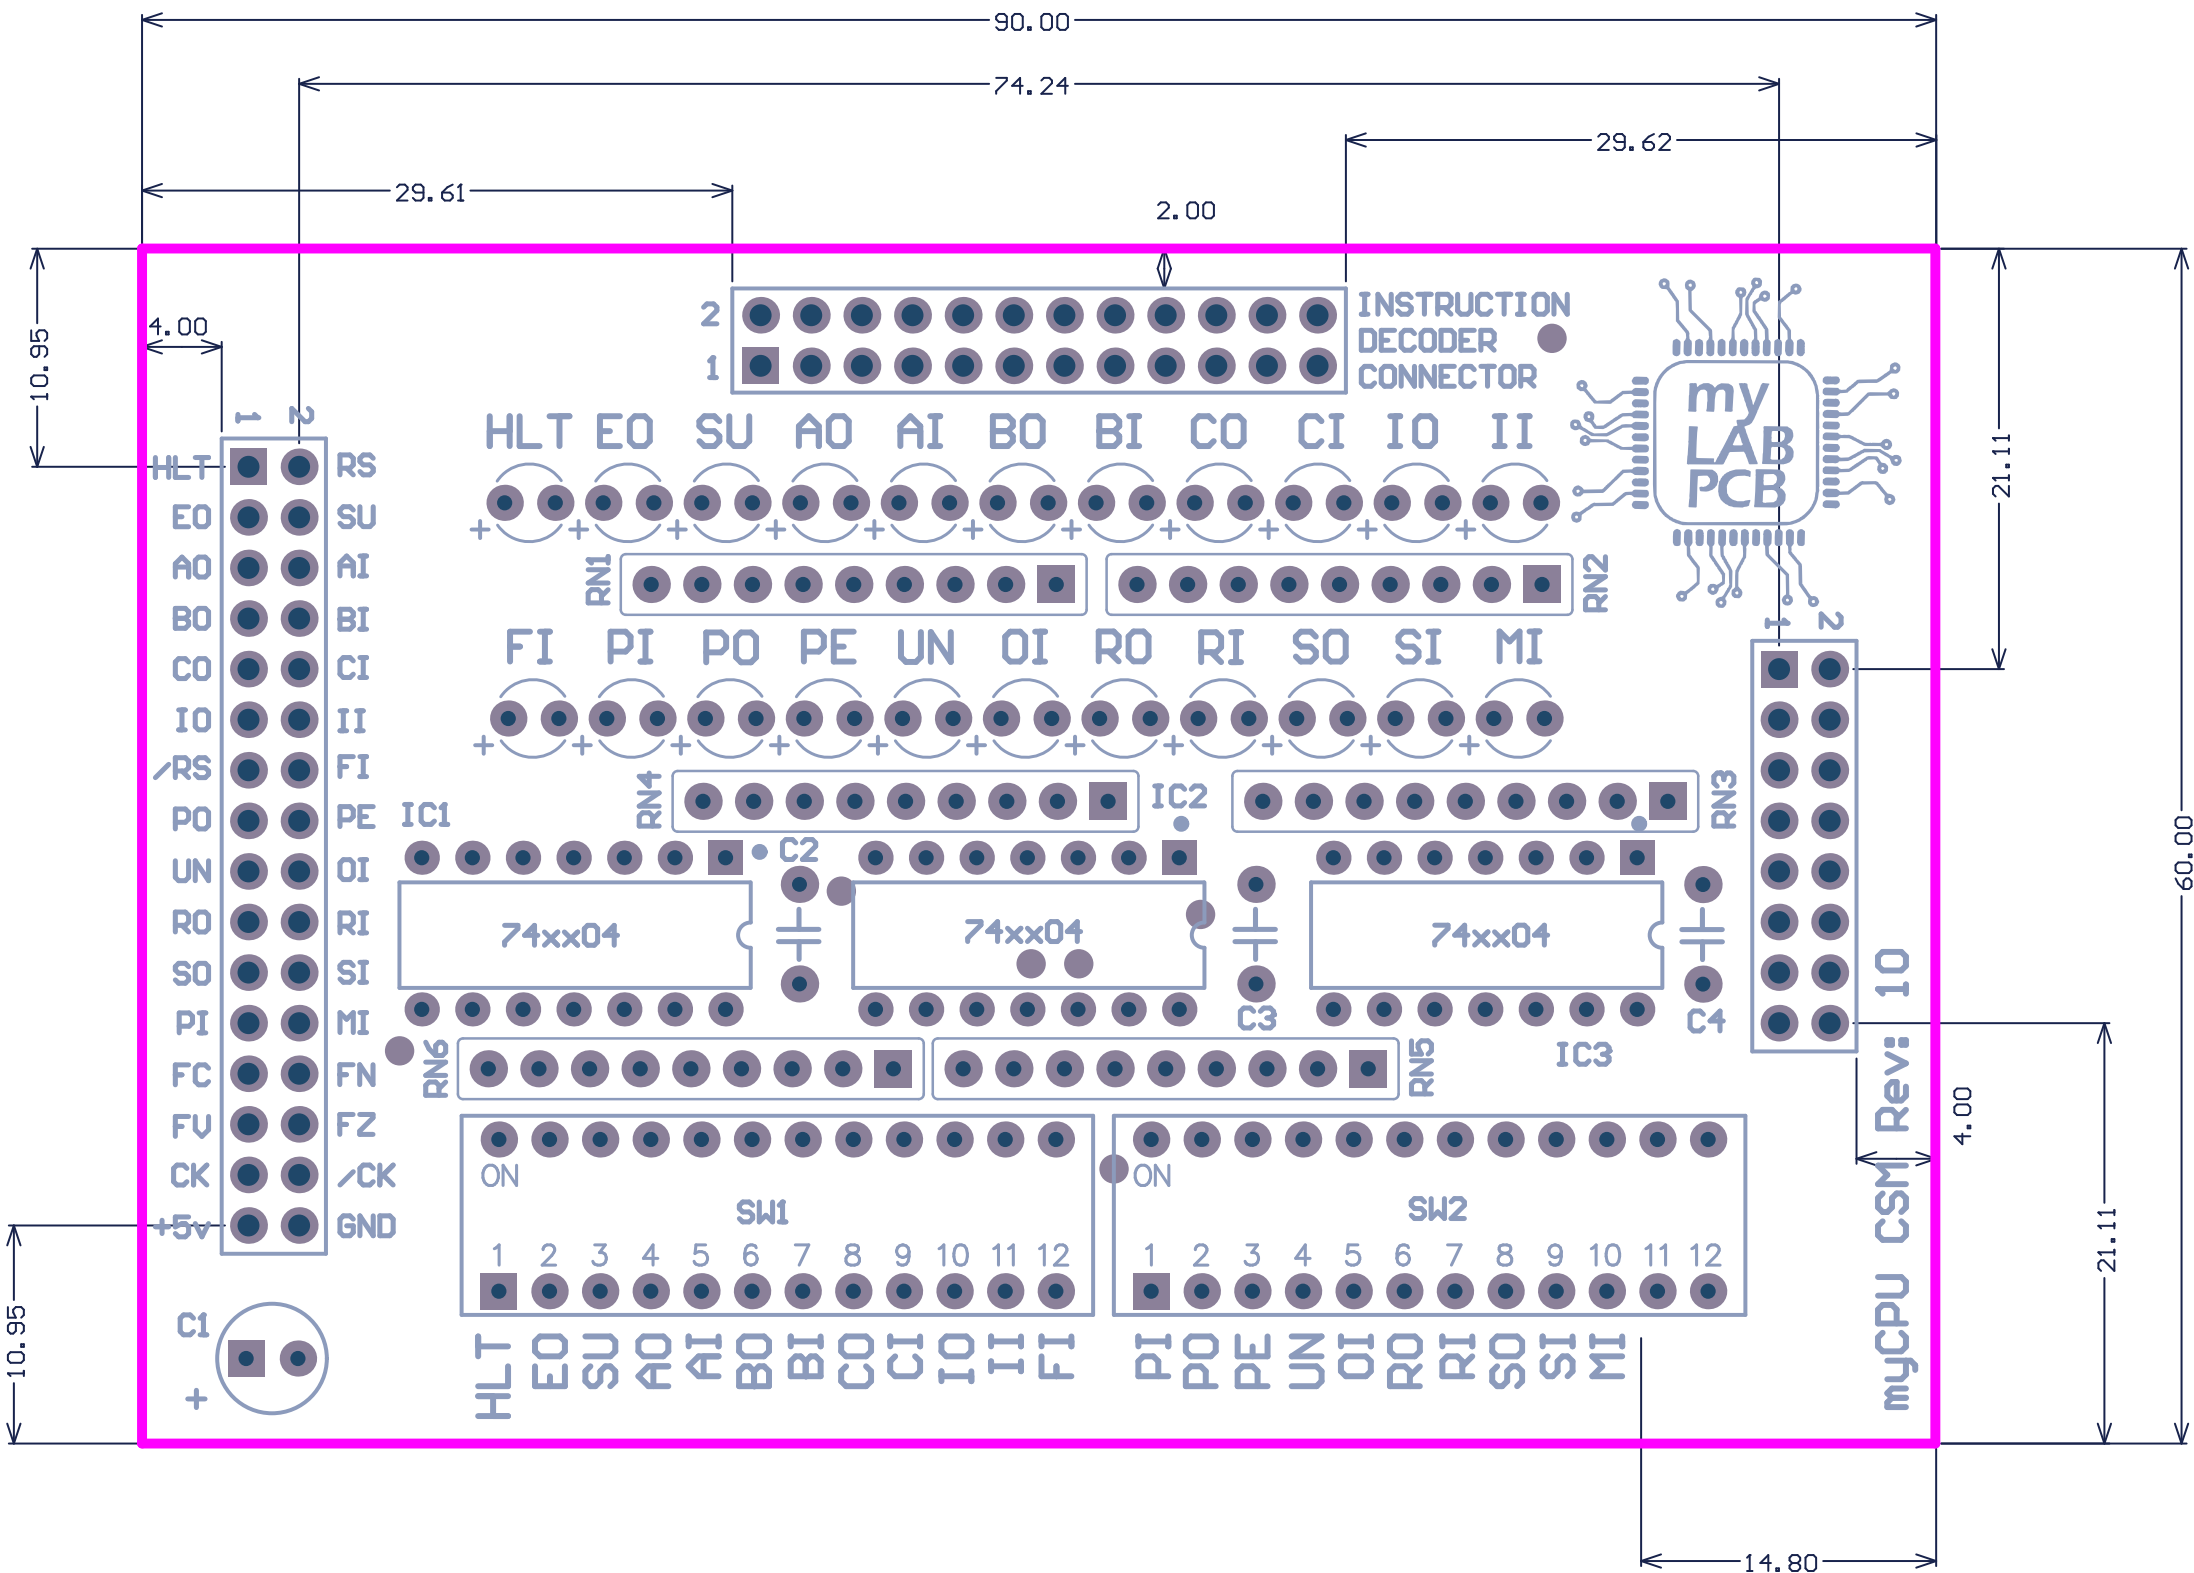 90.00
74.24
29.62
29.61
2.00
10.95
4.00
21.11
60.00
2
1
INSTRUCTION
DECODER
CONNECTOR
my
LAB
PCB
1 2
HLT RS
EO SU
AO AI
BO BI
CO CI
IO II
/RS FI
PO PE
UN OI
RO RI
SO SI
PI MI
FC FN
FV FZ
CK /CK
+5v GND
HLT EO SU AO AI BO BI CO CI IO II
+ + + + + + + + + + +
RN1
RN2
FI PI PO PE UN OI RO RI SO SI MI
+ + + + + + + + + + +
1 2
RN4
IC2
RN3
IC1
C2
74xx04
74xx04
74xx04
C3
C4
IC3
RN6
RN5
ON
SW1
1 2 3 4 5 6 7 8 9 10 11 12
HLT EO SU AO AI BO BI CO CI IO II FI
ON
SW2
1 2 3 4 5 6 7 8 9 10 11 12
PI PO PE UN OI RO RI SO SI MI
C1
+
myCPU CSM Rev: 10
4.00
21.11
10.95
14.80